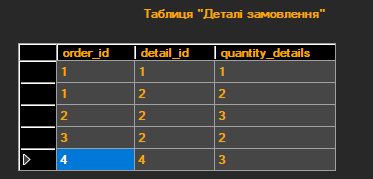 Таблиця "Деталі замовлення"
order_id detail_id quantity_details
1 1 1
1 2 2
2 2 3
3 2 2
4 4 3